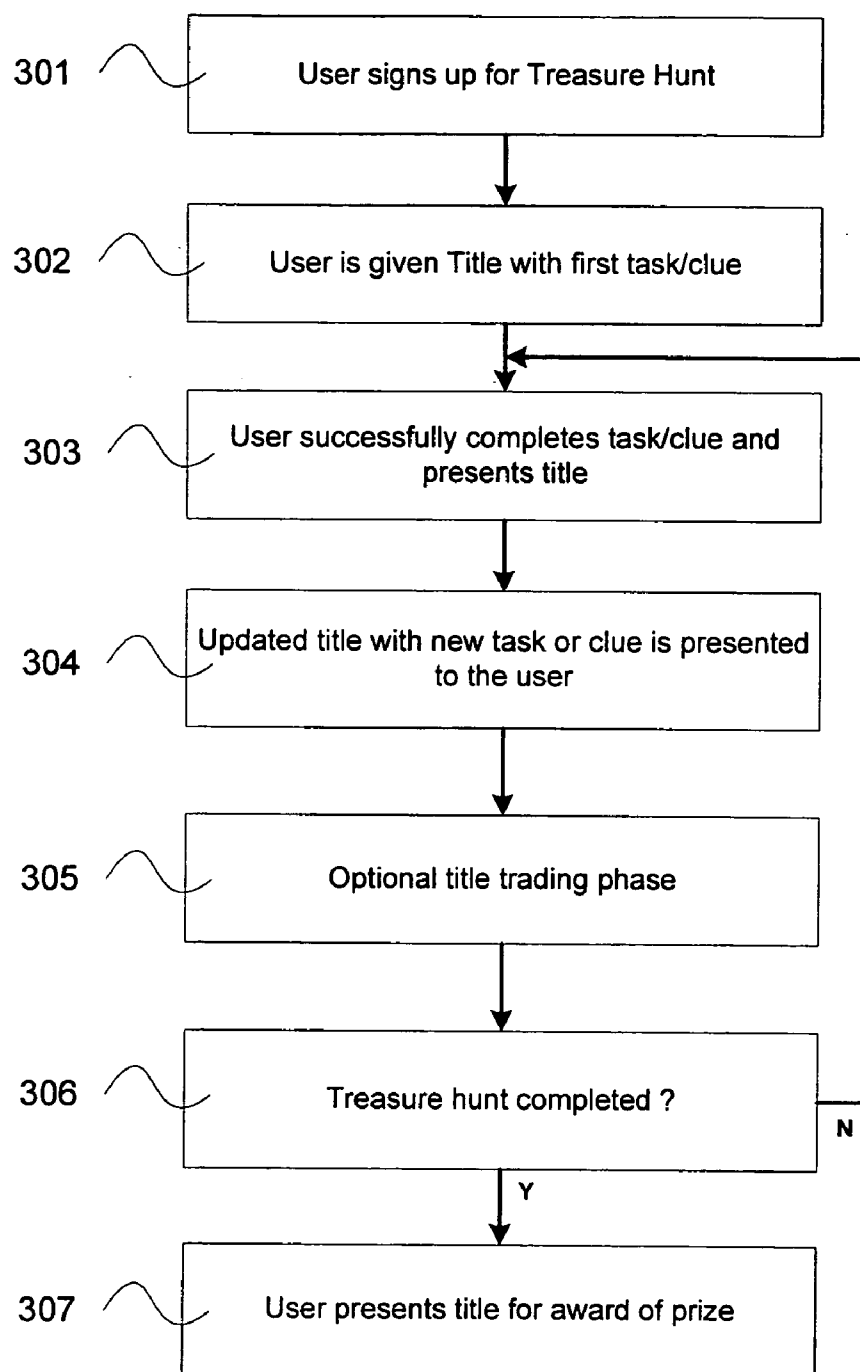 301
User signs up for Treasure Hunt
302
User is given Title with first task/clue
303
User successfully completes task/clue and
presents title
304
Updated title with new task or clue is presented
to the user
305
Optional title trading phase
306
Treasure hunt completed ?
N
Y
307
User presents title for award of prize